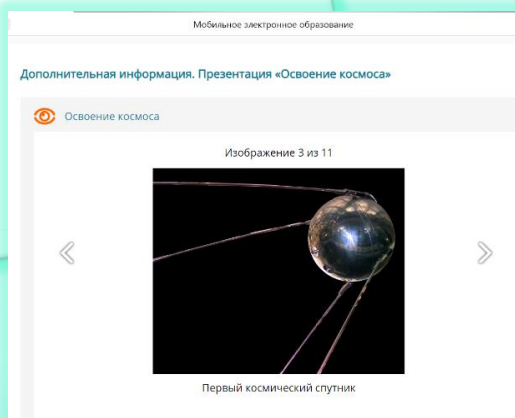 Мобильное электронное образование
Дополнительная информация. Презентация «Освоение космоса»
Освоение космоса
Изображение 3 из 11
Первый космический спутник